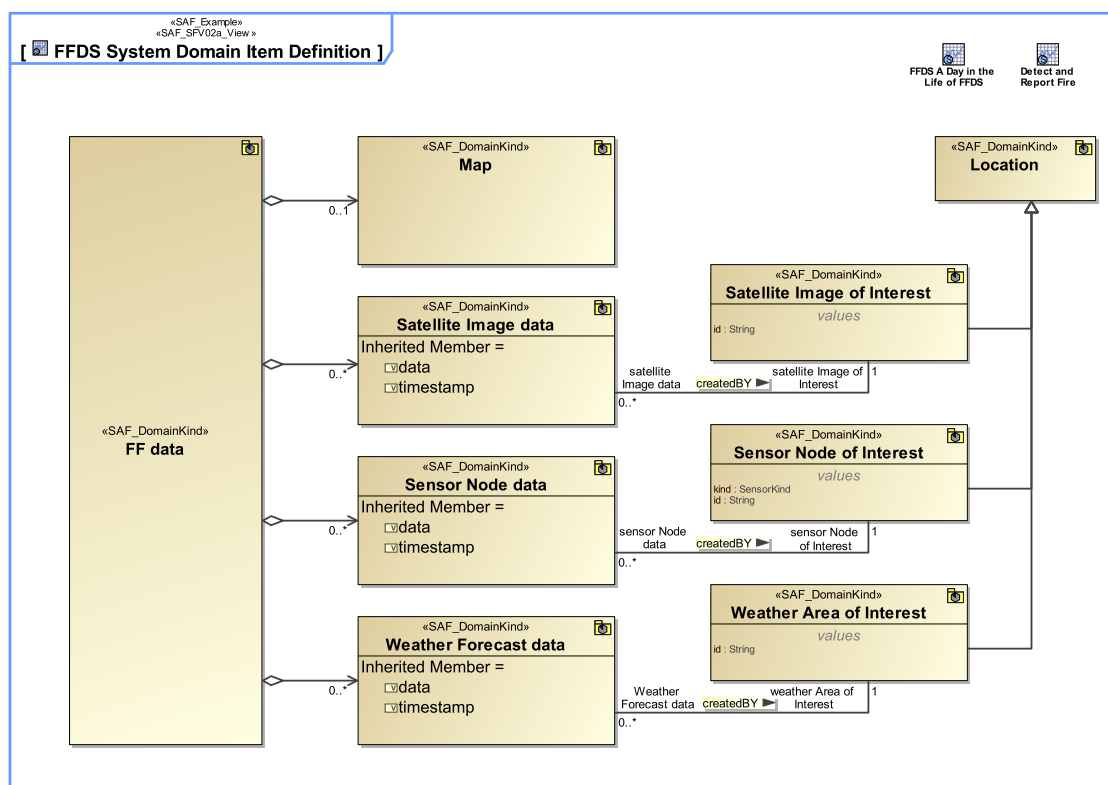 «SAF_Example»
«SAF_SFV02a_View »
[ FFDS System Domain Item Definition ]
FFDS A Day in the
Life of FFDS
Detect and
Report Fire
«SAF_DomainKind»
FF data
«SAF_DomainKind»
Map
0..1
«SAF_DomainKind»
Location
«SAF_DomainKind»
Satellite Image data
Inherited Member =
data
timestamp
0..*
satellite
Image data
createdBY
satellite Image of
Interest
0..*
1
«SAF_DomainKind»
Satellite Image of Interest
values
id : String
«SAF_DomainKind»
Sensor Node data
Inherited Member =
data
timestamp
0..*
sensor Node
data
createdBY
sensor Node
of Interest
0..*
1
«SAF_DomainKind»
Sensor Node of Interest
values
kind : SensorKind
id : String
«SAF_DomainKind»
Weather Forecast data
Inherited Member =
data
timestamp
0..*
Weather
Forecast data
createdBY
weather Area of
Interest
0..*
1
«SAF_DomainKind»
Weather Area of Interest
values
id : String